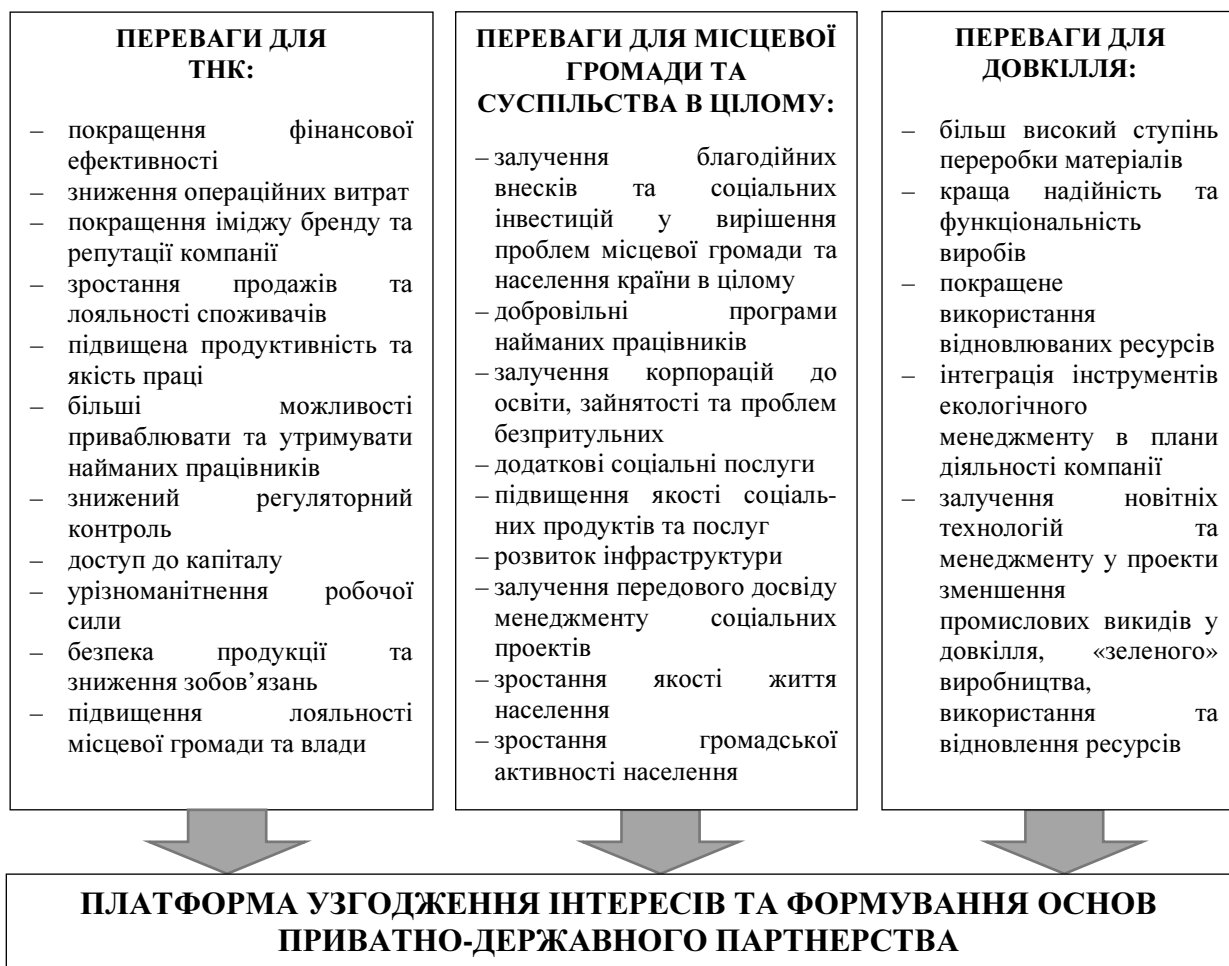 ПЕРЕВАГИ ДЛЯ
ТНК:
– покращення фінансової
ефективності
– зниження операційних витрат
– покращення іміджу бренду та
репутації компанії
– зростання продажів та
лояльності споживачів
– підвищена продуктивність та
якість праці
– більші можливості
приваблювати та утримувати
найманих працівників
– знижений регуляторний
контроль
– доступ до капіталу
– урізноманітнення робочої
сили
– безпека продукції та
зниження зобов’язань
– підвищення лояльності
місцевої громади та влади
ПЕРЕВАГИ ДЛЯ МІСЦЕВОЇ
ГРОМАДИ ТА
СУСПІЛЬСТВА В ЦІЛОМУ:
– залучення благодійних
внесків та соціальних
інвестицій у вирішення
проблем місцевої громади та
населення країни в цілому
– добровільні програми
найманих працівників
– залучення корпорацій до
освіти, зайнятості та проблем
безпритульних
– додаткові соціальні послуги
– підвищення якості соціаль-
них продуктів та послуг
– розвиток інфраструктури
– залучення передового досвіду
менеджменту соціальних
проектів
– зростання якості життя
населення
– зростання громадської
активності населення
ПЕРЕВАГИ ДЛЯ
ДОВКІЛЛЯ:
– більш високий ступінь
переробки матеріалів
– краща надійність та
функціональність
виробів
– покращене
використання
відновлюваних ресурсів
– інтеграція інструментів
екологічного
менеджменту в плани
діяльності компанії
– залучення новітніх
технологій та
менеджменту у проекти
зменшення
промислових викидів у
довкілля, «зеленого»
виробництва,
використання та
відновлення ресурсів
ПЛАТФОРМА УЗГОДЖЕННЯ ІНТЕРЕСІВ ТА ФОРМУВАННЯ ОСНОВ
ПРИВАТНО-ДЕРЖАВНОГО ПАРТНЕРСТВА